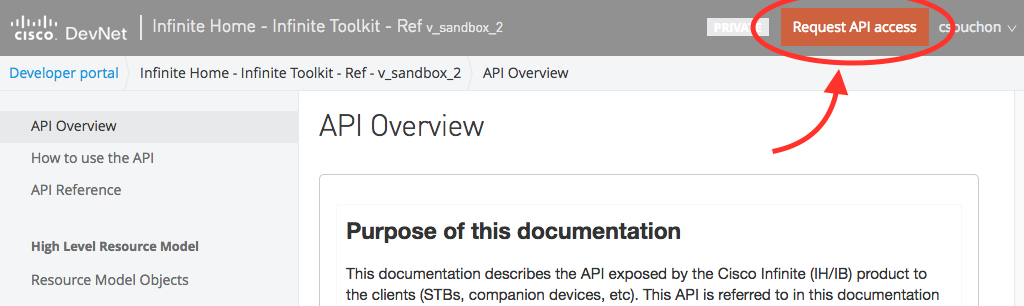 cisco DevNet Infinite Home - Infinite Toolkit - Ref v_sandbox_2 PRIVATE Request API access csouchon
Developer portal Infinite Home - Infinite Toolkit - Ref - v_sandbox_2 API Overview
API Overview
How to use the API
API Reference
High Level Resource Model
Resource Model Objects
API Overview
Purpose of this documentation
This documentation describes the API exposed by the Cisco Infinite (IH/IB) product to
the clients (STBs, companion devices, etc). This API is referred to in this documentation